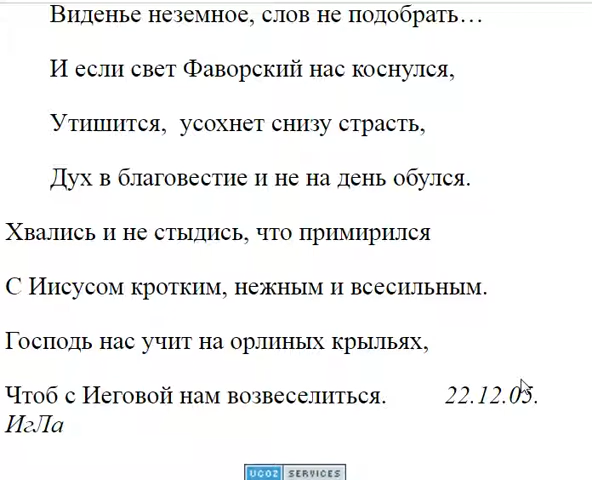 Виденье неземное, слов не подобрать…
И если свет Фаворский нас коснулся,
Утишится, усохнет снизу страсть,
Дух в благовестие и не на день обулся.
Хвались и не стыдись, что примирился
С Иисусом кротким, нежным и всесильным.
Господь нас учит на орлиных крыльях,
Чтоб с Иеговой нам возвеселиться. 22.12.05.
ИгЛа
UCOZ SERVICES